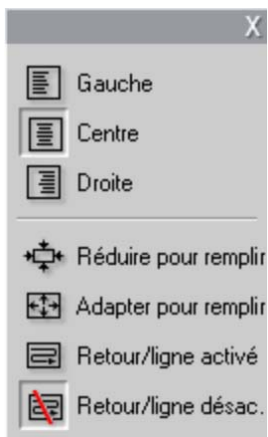 X
Gauche
Centre
Droite
Réduire pour remplir
Adapter pour remplir
Retour/ligne activé
Retour/ligne désac.